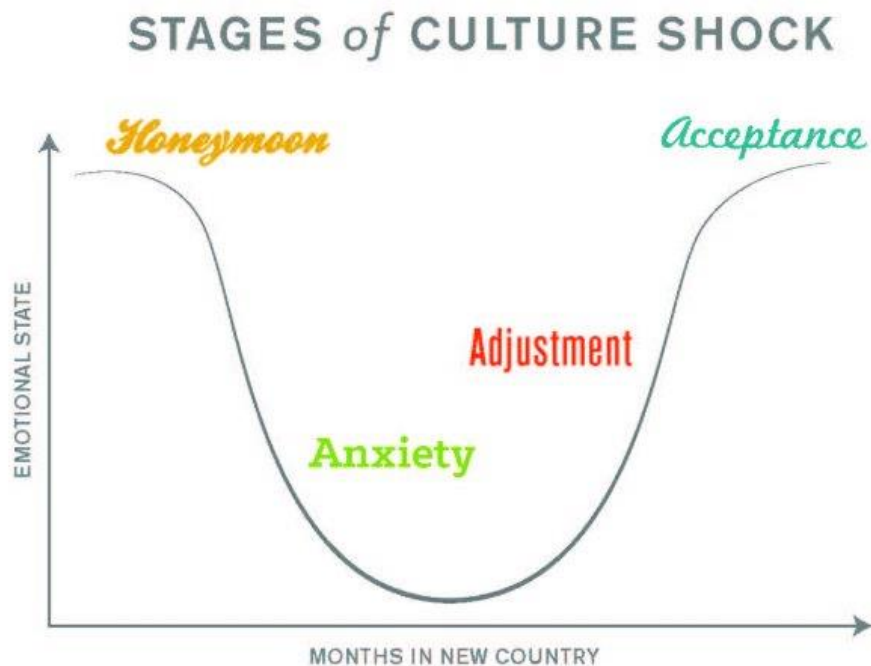 STAGES of CULTURE SHOCK
Honeymoon
Acceptance
Adjustment
Anxiety
EMOTIONAL STATE
MONTHS IN NEW COUNTRY